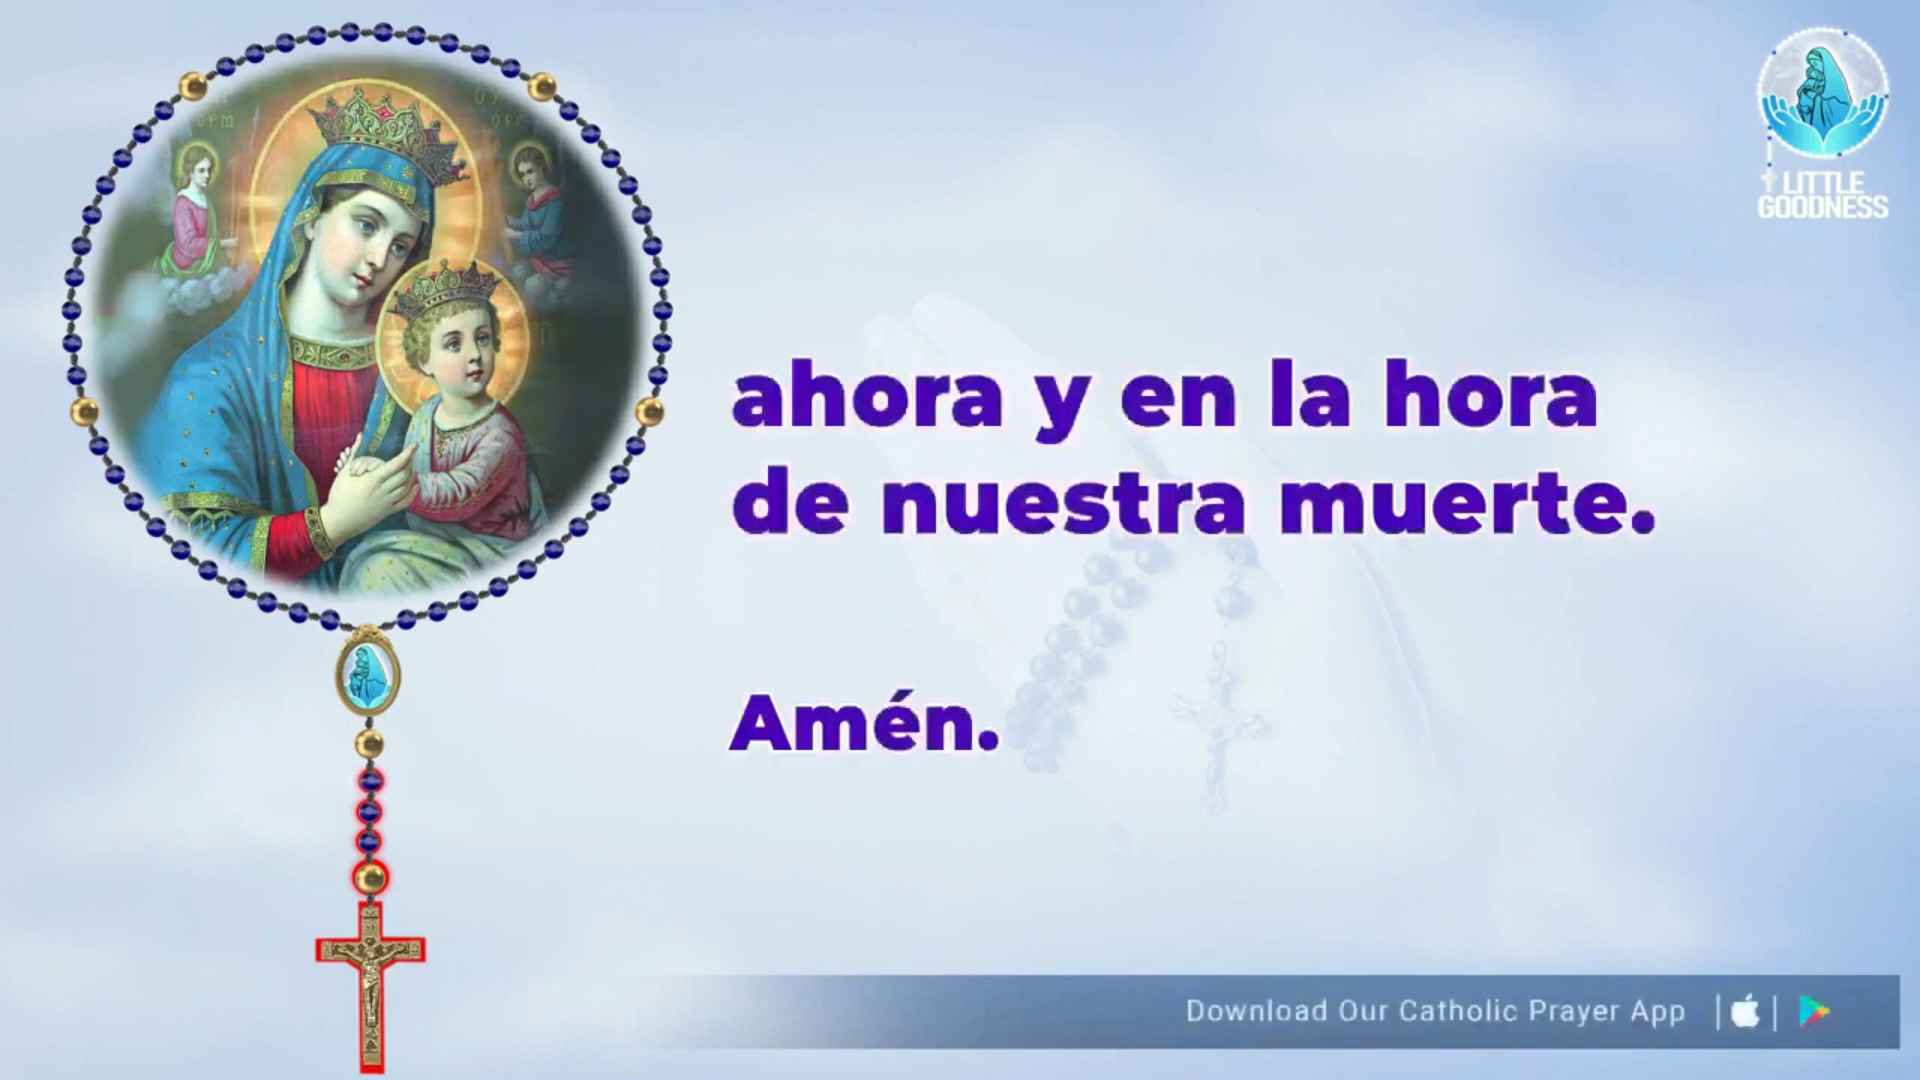 LITTLE
GOODNESS
ahora y en la hora
de nuestra muerte.
Amén.
Download Our Catholic Prayer App